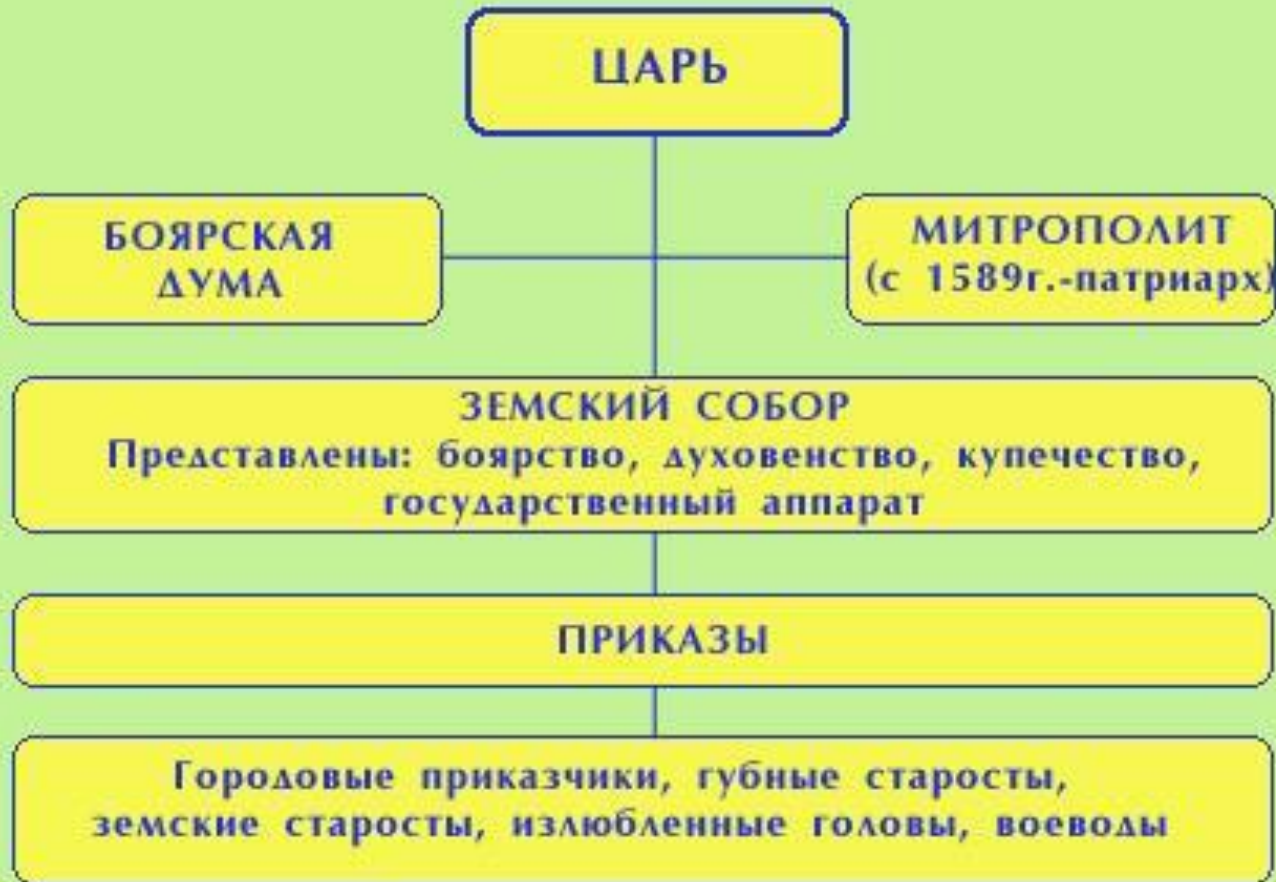 ЦАРЬ
БОЯРСКАЯ
ДУМА
МИТРОПОЛИТ
(с 1589г.-патриарх)
ЗЕМСКИЙ СОБОР
Представлены: боярство, духовенство, купечество,
государственный аппарат
ПРИКАЗЫ
Городовые приказчики, губные старосты,
земские старосты, излюбленные головы, воеводы